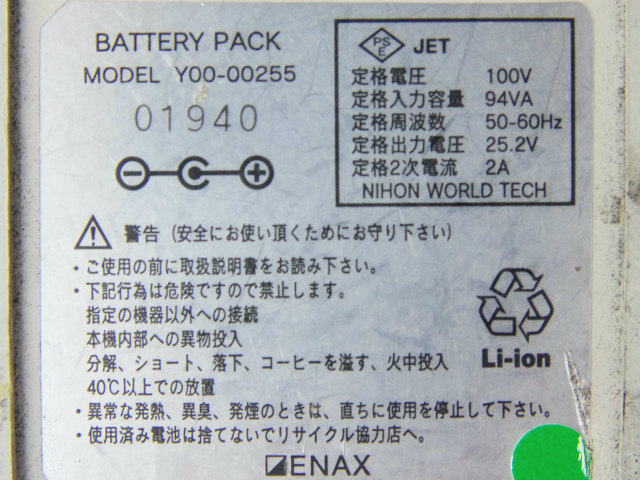 BATTERY PACK
MODEL Y00-00255
01940
PSE JET
定格電圧 100V
定格入力容量 94VA
定格周波数 50-60Hz
定格出力電圧 25.2V
定格2次電流 2A
NIHON WORLD TECH
警告 (安全にお使い頂くためにお守り下さい)
・ご使用の前に取扱説明書をお読み下さい。
・下記行為は危険ですので禁止します。
指定の機器以外への接続
本機内部への異物投入
分解、ショート、落下、コーヒーを溢す、火中投入
40℃以上での放置
・異常な発熱、異臭、発煙のときは、直ちに使用を停止して下さい。
・使用済み電池は捨てないでリサイクル協力店へ。
Li-ion
ENAX